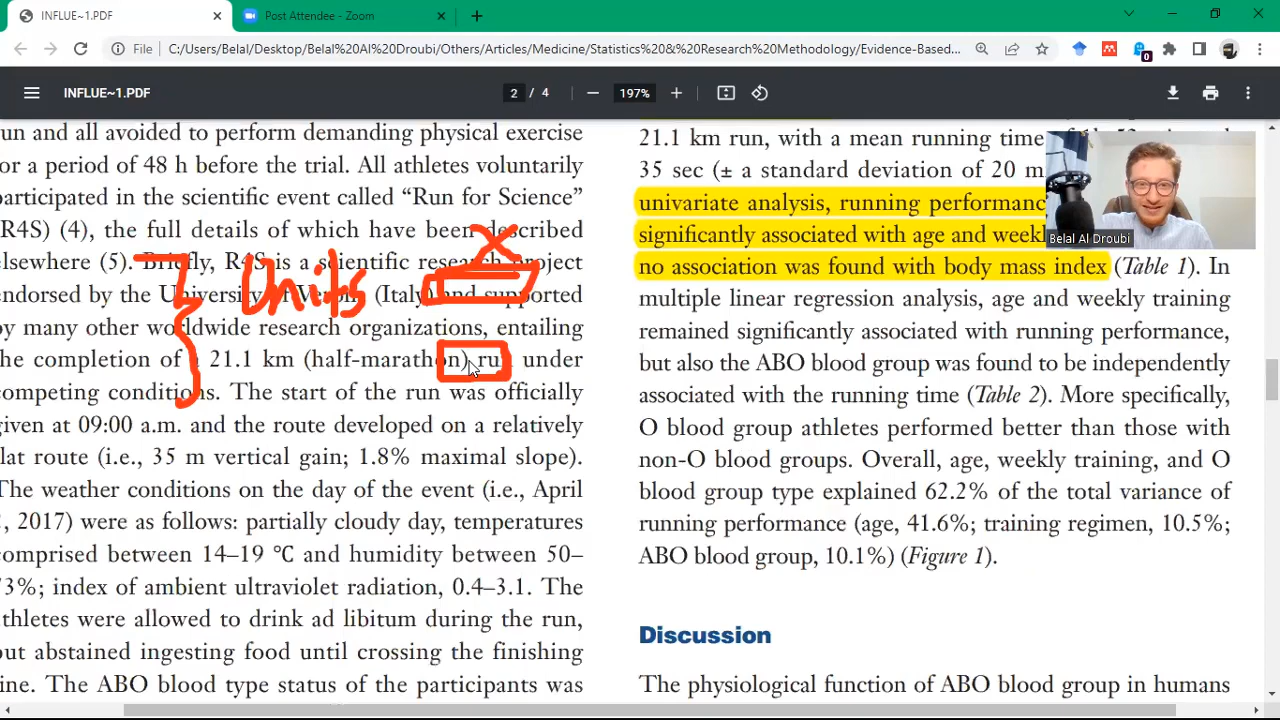 INFLUE~1.PDF
Post Attendee - Zoom
File
C:/Users/Belal/Desktop/Belal%20Al%20Droubi/Others/Articles/Medicine/Statistics%20&%20Research%20Methodology/Evidence-Based...
0
INFLUE~1.PDF
2 / 4
197%
un and all avoided to perform demanding physical exercise
or a period of 48 h before the trial. All athletes voluntarily
participated in the scientific event called “Run for Science”
R4S) (4), the full details of which have been described
elsewhere (5). Briefly, R4S is a scientific research project
endorsed by the University of Verona (Italy) and supported
by many other worldwide research organizations, entailing
he completion of a 21.1 km (half-marathon) run under
competing conditions. The start of the run was officially
given at 09:00 a.m. and the route developed on a relatively
lat route (i.e., 35 m vertical gain; 1.8% maximal slope).
The weather conditions on the day of the event (i.e., April
, 2017) were as follows: partially cloudy day, temperatures
comprised between 14–19 ℃ and humidity between 50–
73%; index of ambient ultraviolet radiation, 0.4–3.1. The
athletes were allowed to drink ad libitum during the run,
but abstained ingesting food until crossing the finishing
ine. The ABO blood type status of the participants was
Units
X
21.1 km run, with a mean running time
35 sec (± a standard deviation of 20 m
univariate analysis, running performanc
significantly associated with age and week
no association was found with body mass index (Table 1). In
multiple linear regression analysis, age and weekly training
remained significantly associated with running performance,
but also the ABO blood group was found to be independently
associated with the running time (Table 2). More specifically,
O blood group athletes performed better than those with
non-O blood groups. Overall, age, weekly training, and O
blood group type explained 62.2% of the total variance of
running performance (age, 41.6%; training regimen, 10.5%;
ABO blood group, 10.1%) (Figure 1).
Discussion
The physiological function of ABO blood group in humans
Belal Al Droubi